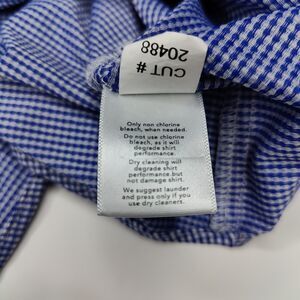 CUT #
20488
Only non chlorine
bleach, when needed.
Do not use chlorine
bleach, as it will
degrade shirt
performance.
Dry cleaning will
degrade shirt
performance.but
not damage shirt.
We suggest launder
and press only if you
use dry cleaners.